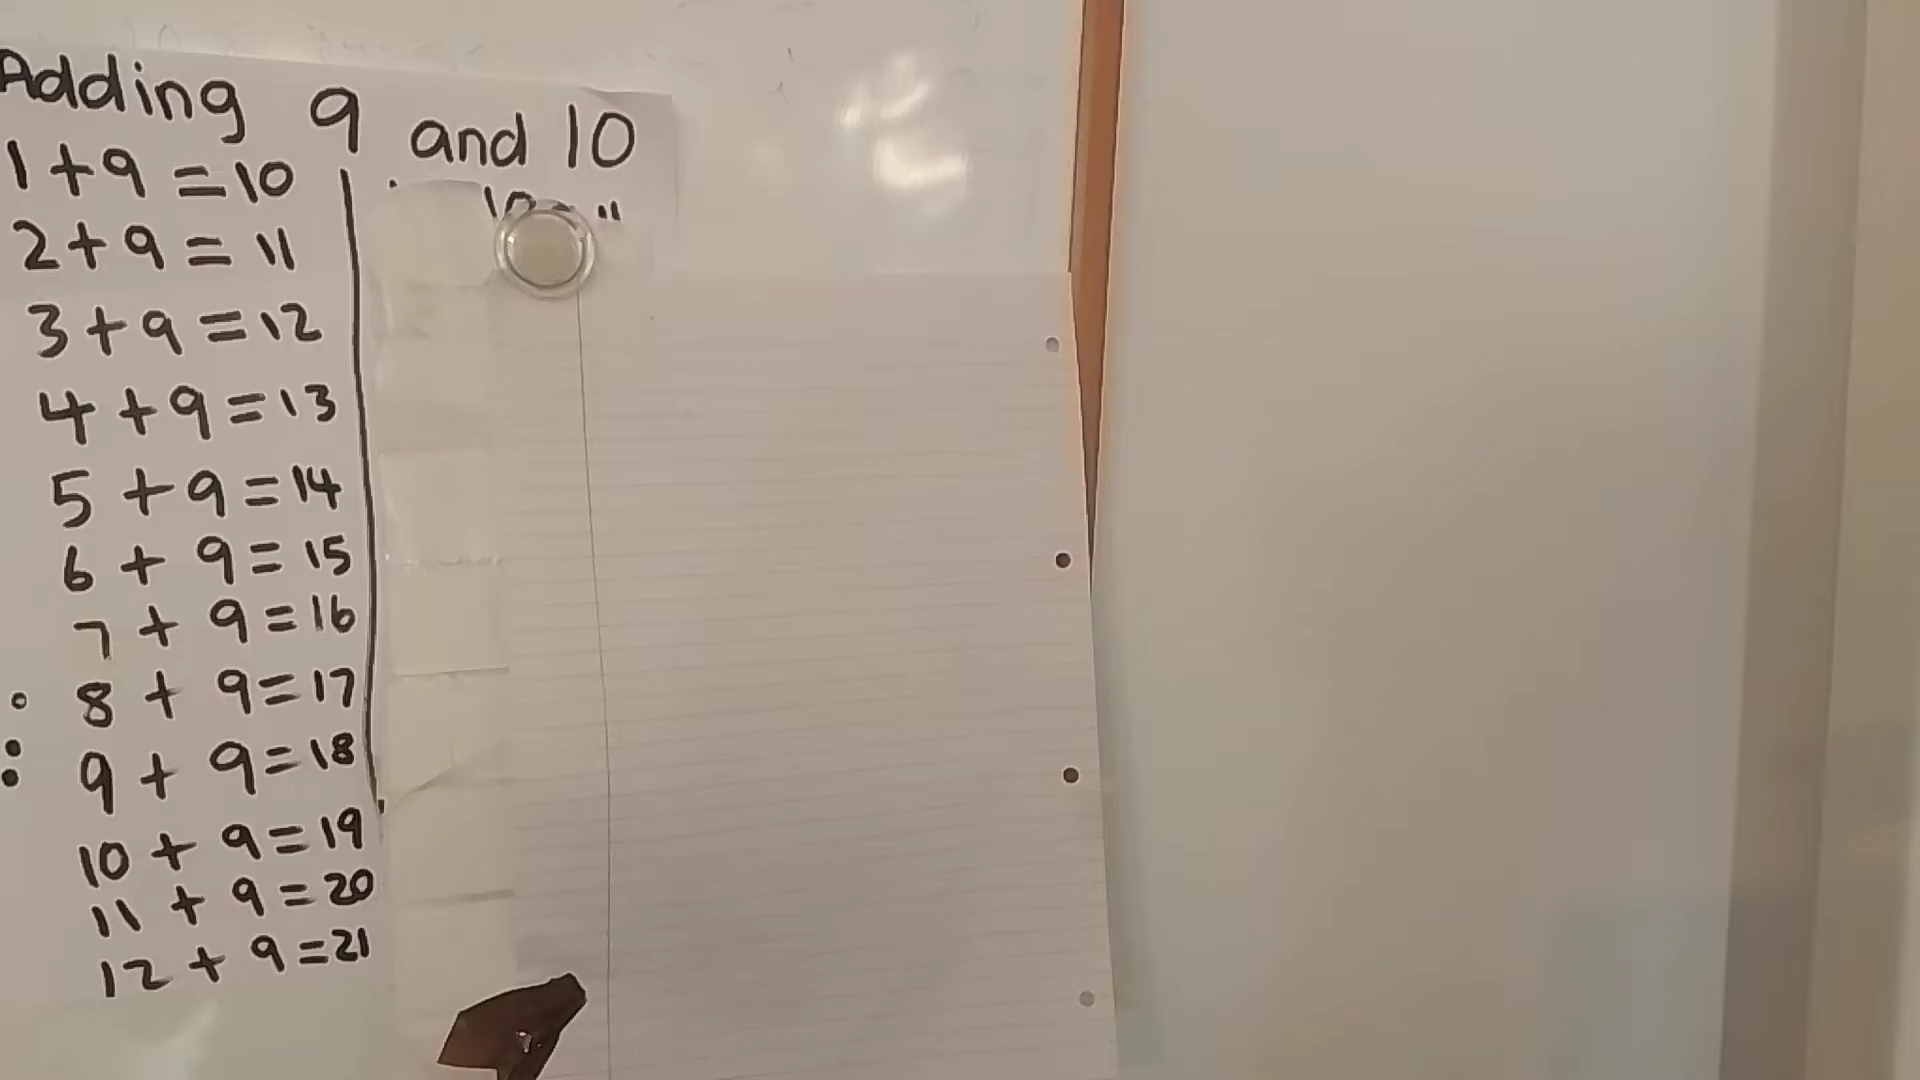 Adding 9 and 10
1 + 9 = 10
2 + 9 = 11
3 + 9 = 12
4 + 9 = 13
5 + 9 = 14
6 + 9 = 15
7 + 9 = 16
8 + 9 = 17
9 + 9 = 18
10 + 9 = 19
11 + 9 = 20
12 + 9 = 21